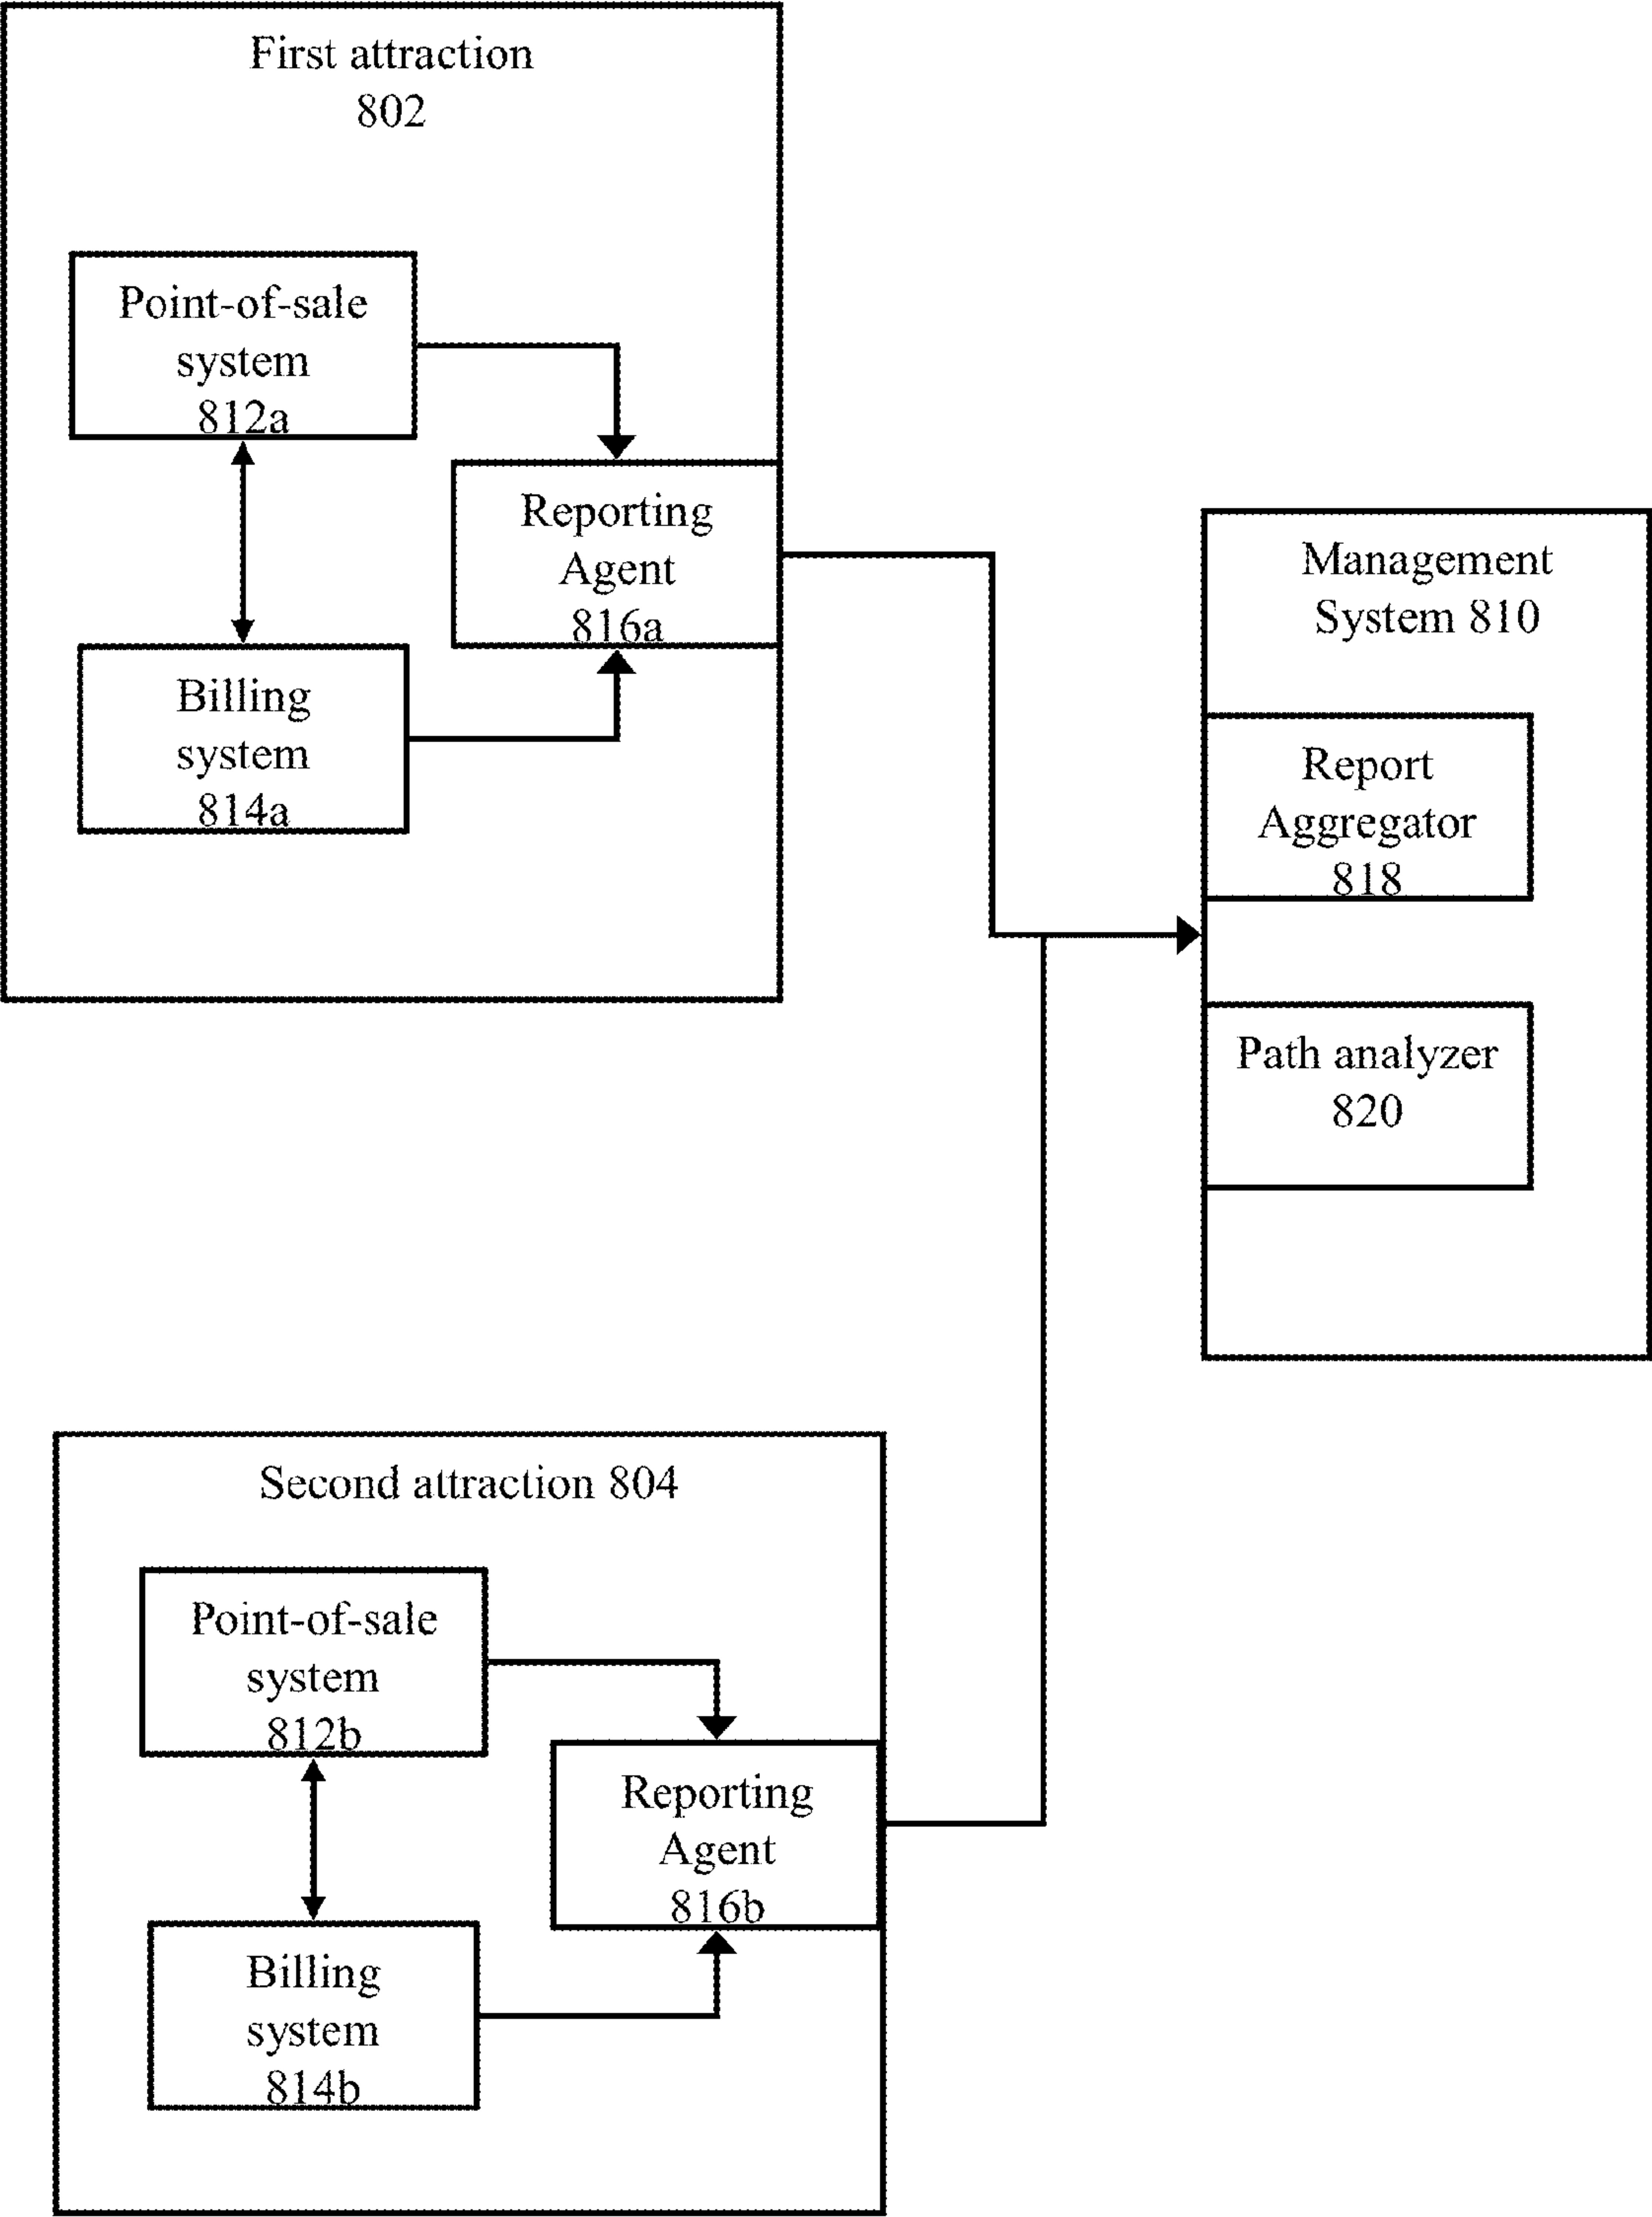 First attraction
802
Point-of-sale
system
812a
Reporting
Agent
816a
Billing
system
814a
Management
System 810
Report
Aggregator
818
Path analyzer
820
Second attraction 804
Point-of-sale
system
812b
Reporting
Agent
816b
Billing
system
814b